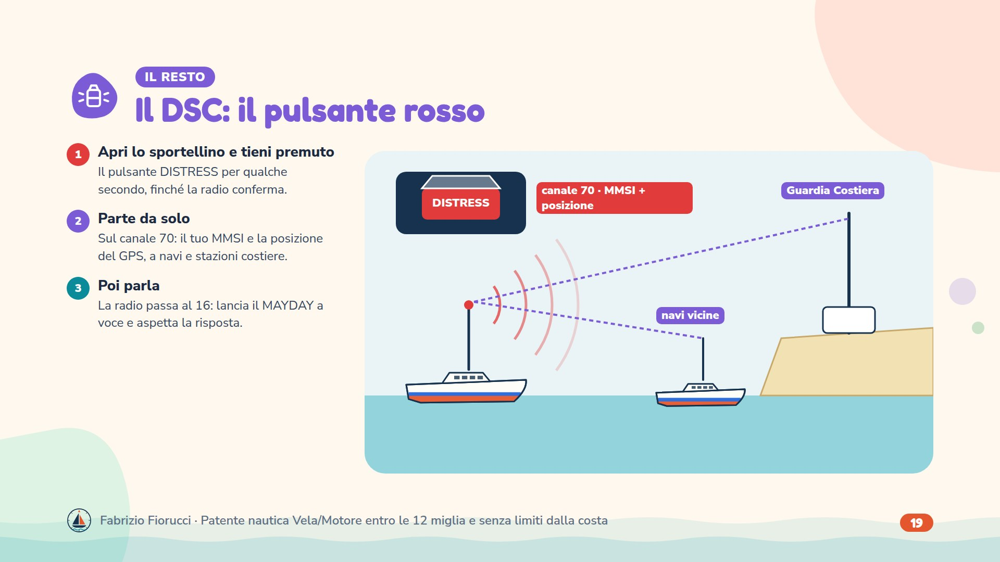 IL RESTO
Il DSC: il pulsante rosso
1
Apri lo sportellino e tieni premuto
Il pulsante DISTRESS per qualche
secondo, finché la radio conferma.
2
Parte da solo
Sul canale 70: il tuo MMSI e la posizione
del GPS, a navi e stazioni costiere.
3
Poi parla
La radio passa al 16: lancia il MAYDAY a
voce e aspetta la risposta.
DISTRESS
canale 70 · MMSI +
posizione
Guardia Costiera
navi vicine
Fabrizio Fiorucci · Patente nautica Vela/Motore entro le 12 miglia e senza limiti dalla costa
19